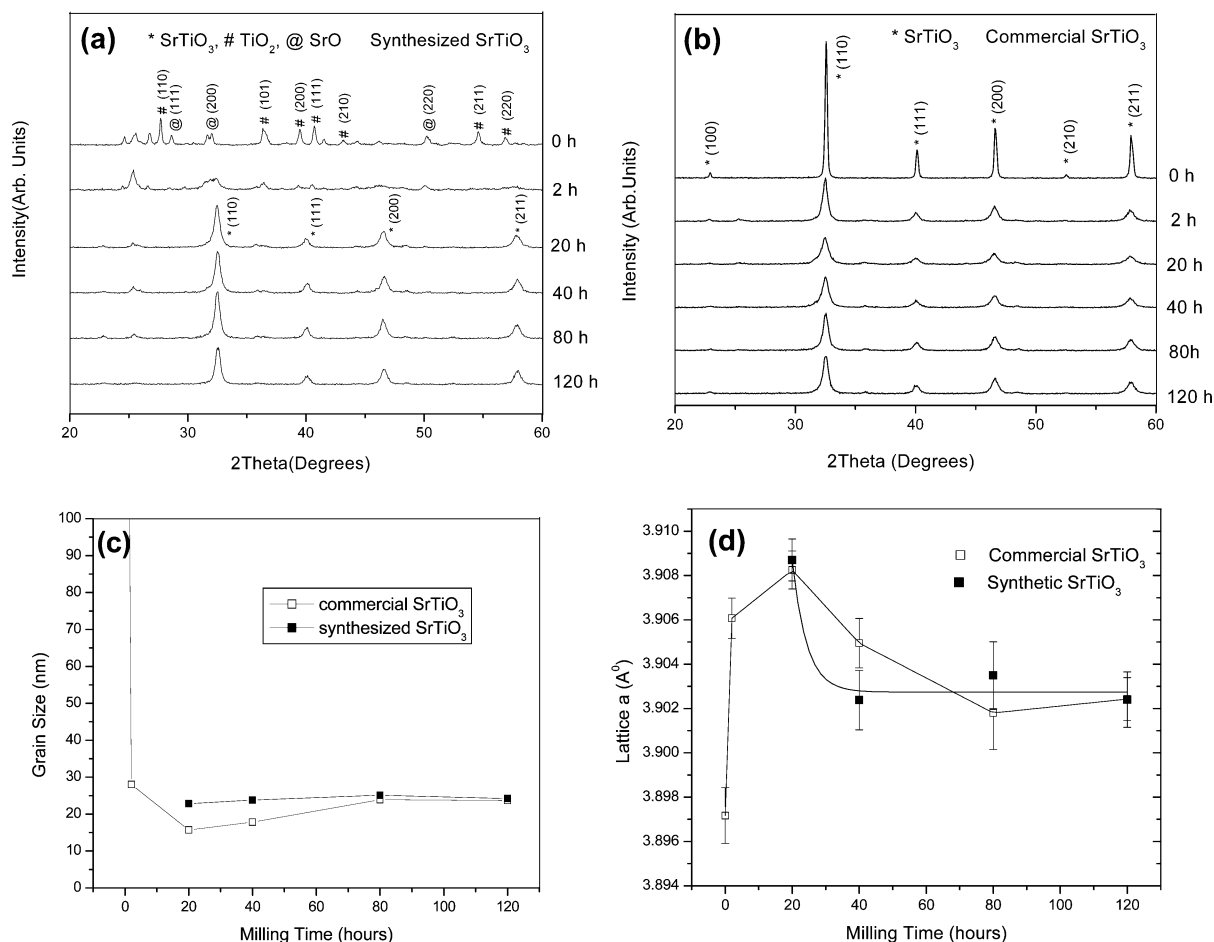 (a)
* SrTiO₃, # TiO₂, @ SrO Synthesized SrTiO₃
# (110)
@ (111)
@ (200)
# (101)
# (200)
# (111)
# (210)
@ (220)
# (211)
# (220)
0 h
2 h
* (110)
* (111)
* (200)
* (211)
20 h
40 h
80 h
120 h
Intensity(Arb. Units)
20 30 40 50 60
2Theta(Degrees)
(b)
* SrTiO₃ Commercial SrTiO₃
* (100)
* (110)
* (111)
* (200)
* (210)
* (211)
0 h
2 h
20 h
40 h
80h
120 h
Intensity (Arb.Units)
20 30 40 50 60
2Theta (Degrees)
(c)
100
90
80
70
60
50
40
30
20
10
0
Grain Size (nm)
commercial SrTiO₃
synthesized SrTiO₃
0 20 40 60 80 100 120
Milling Time (hours)
(d)
3.910
3.908
3.906
3.904
3.902
3.900
3.898
3.896
3.894
Lattice a (A⁰)
Commercial SrTiO₃
Synthetic SrTiO₃
0 20 40 60 80 100 120
Milling Time (hours)